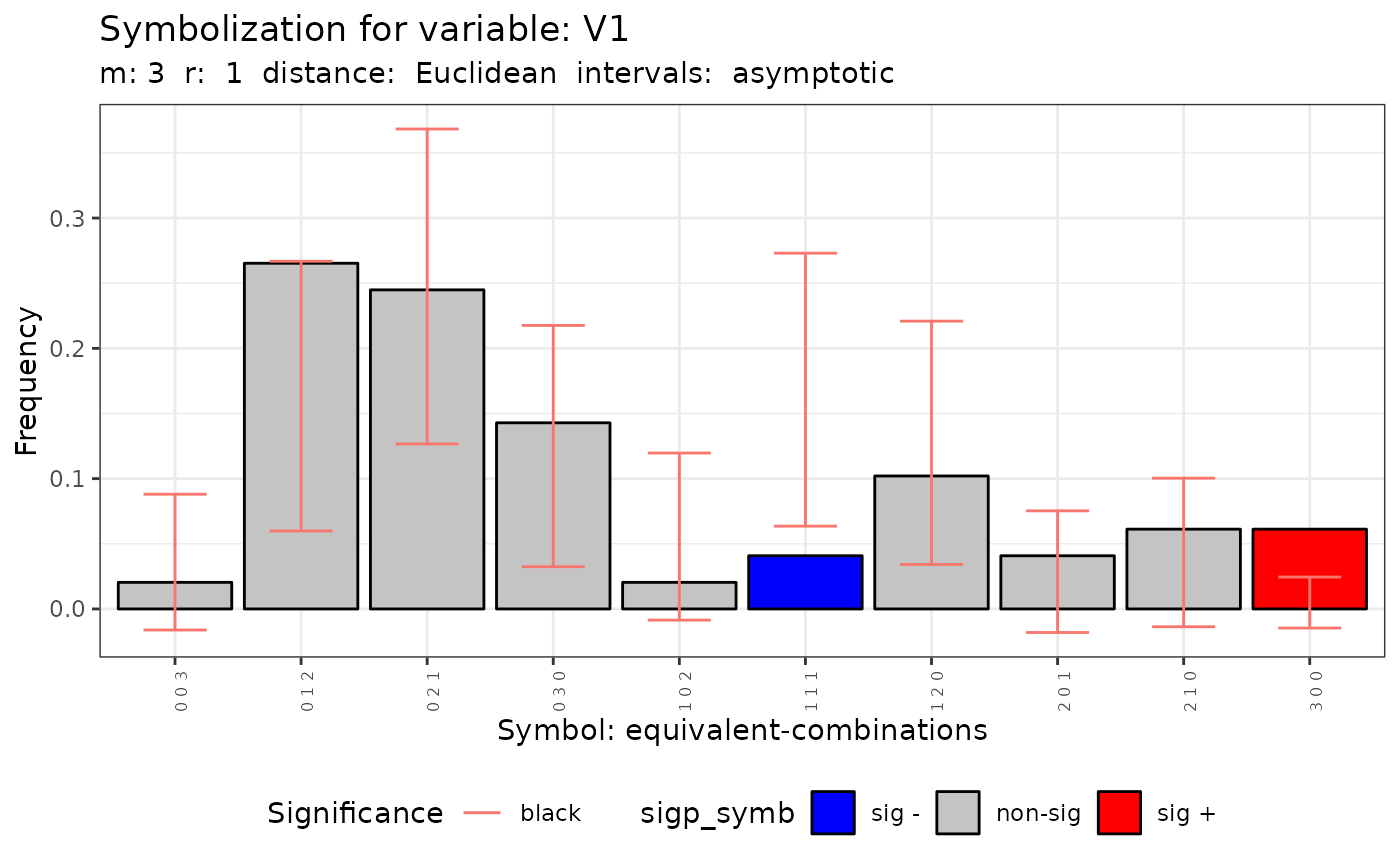 Symbolization for variable: V1
m: 3 r: 1 distance: Euclidean intervals: asymptotic
Frequency
0.3
0.2
0.1
0.0
0 0 3
0 1 2
0 2 1
0 3 0
1 0 2
1 1 1
1 2 0
2 0 1
2 1 0
3 0 0
Symbol: equivalent-combinations
Significance black sigp_symb sig - non-sig sig +